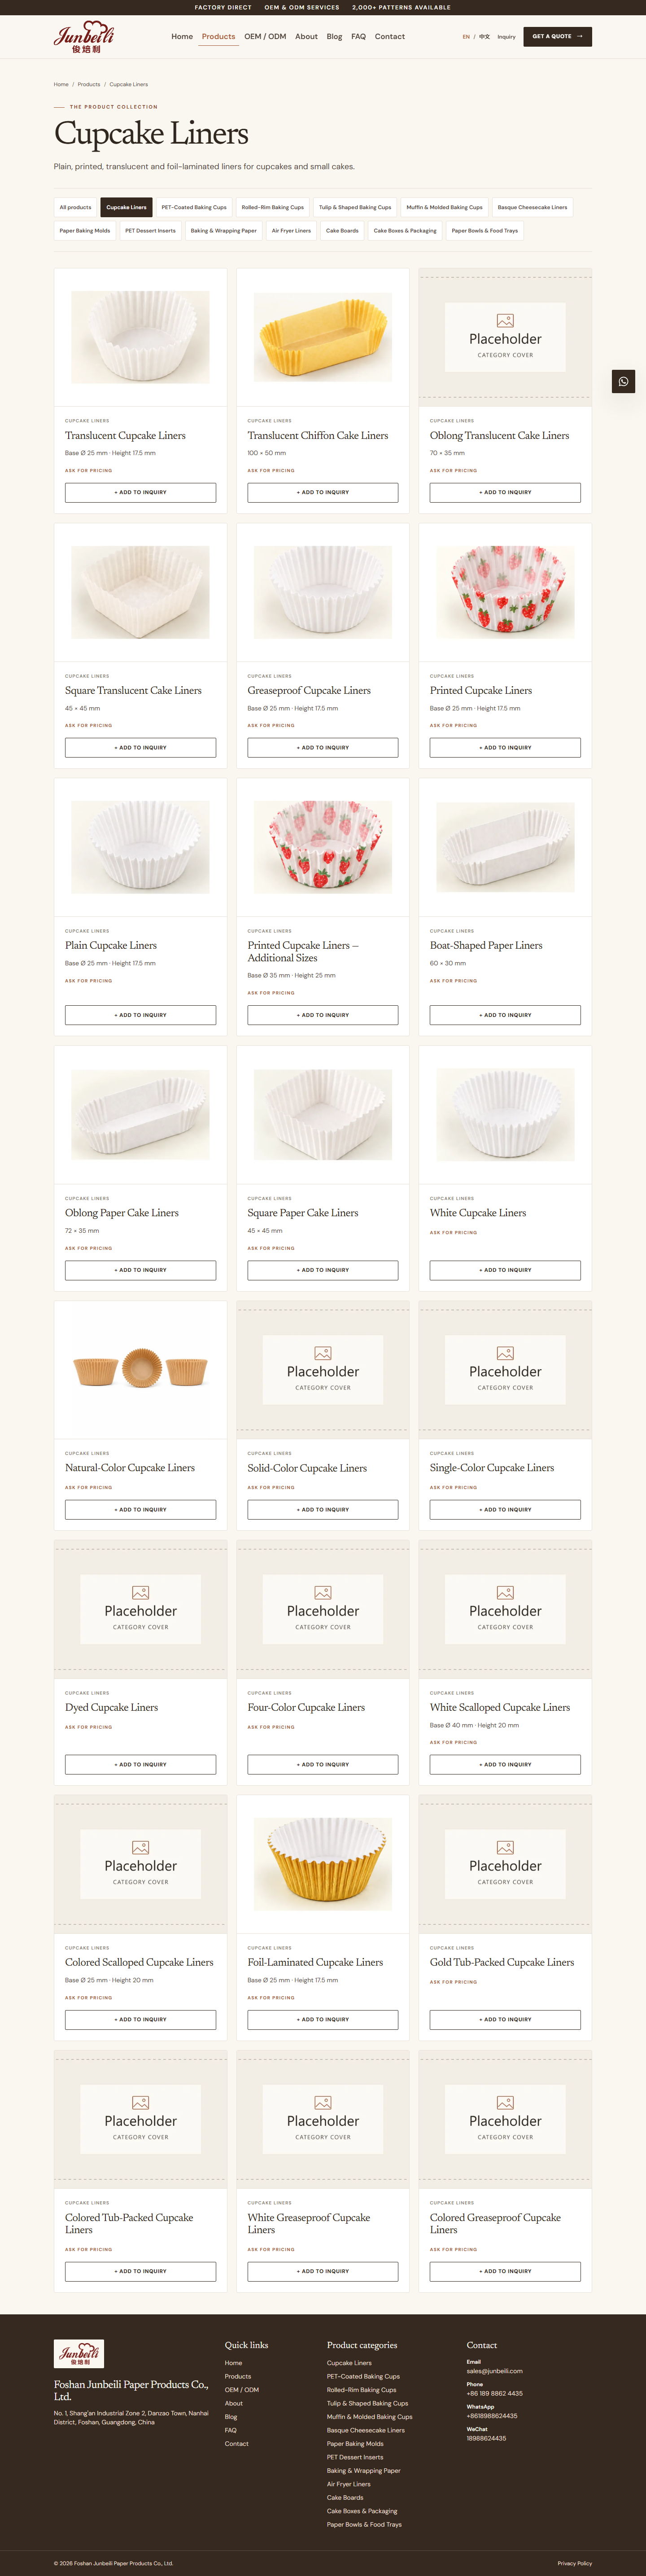 FACTORY DIRECT OEM & ODM SERVICES 2,000+ PATTERNS AVAILABLE
Junbeili
俊焙利
Home Products OEM / ODM About Blog FAQ Contact
EN / 中文 Inquiry GET A QUOTE →
Home / Products / Cupcake Liners
THE PRODUCT COLLECTION
Cupcake Liners
Plain, printed, translucent and foil-laminated liners for cupcakes and small cakes.
All products Cupcake Liners PET-Coated Baking Cups Rolled-Rim Baking Cups Tulip & Shaped Baking Cups Muffin & Molded Baking Cups Basque Cheesecake Liners
Paper Baking Molds PET Dessert Inserts Baking & Wrapping Paper Air Fryer Liners Cake Boards Cake Boxes & Packaging Paper Bowls & Food Trays
CUPCAKE LINERS
Translucent Cupcake Liners
Base Ø 25 mm · Height 17.5 mm
ASK FOR PRICING
+ ADD TO INQUIRY
CUPCAKE LINERS
Translucent Chiffon Cake Liners
100 × 50 mm
ASK FOR PRICING
+ ADD TO INQUIRY
Placeholder
CATEGORY COVER
CUPCAKE LINERS
Oblong Translucent Cake Liners
70 × 35 mm
ASK FOR PRICING
+ ADD TO INQUIRY
CUPCAKE LINERS
Square Translucent Cake Liners
45 × 45 mm
ASK FOR PRICING
+ ADD TO INQUIRY
CUPCAKE LINERS
Greaseproof Cupcake Liners
Base Ø 25 mm · Height 17.5 mm
ASK FOR PRICING
+ ADD TO INQUIRY
CUPCAKE LINERS
Printed Cupcake Liners
Base Ø 25 mm · Height 17.5 mm
ASK FOR PRICING
+ ADD TO INQUIRY
CUPCAKE LINERS
Plain Cupcake Liners
Base Ø 25 mm · Height 17.5 mm
ASK FOR PRICING
+ ADD TO INQUIRY
CUPCAKE LINERS
Printed Cupcake Liners —
Additional Sizes
Base Ø 35 mm · Height 25 mm
ASK FOR PRICING
+ ADD TO INQUIRY
CUPCAKE LINERS
Boat-Shaped Paper Liners
60 × 30 mm
ASK FOR PRICING
+ ADD TO INQUIRY
CUPCAKE LINERS
Oblong Paper Cake Liners
72 × 35 mm
ASK FOR PRICING
+ ADD TO INQUIRY
CUPCAKE LINERS
Square Paper Cake Liners
45 × 45 mm
ASK FOR PRICING
+ ADD TO INQUIRY
CUPCAKE LINERS
White Cupcake Liners
ASK FOR PRICING
+ ADD TO INQUIRY
CUPCAKE LINERS
Natural-Color Cupcake Liners
ASK FOR PRICING
+ ADD TO INQUIRY
Placeholder
CATEGORY COVER
CUPCAKE LINERS
Solid-Color Cupcake Liners
ASK FOR PRICING
+ ADD TO INQUIRY
Placeholder
CATEGORY COVER
CUPCAKE LINERS
Single-Color Cupcake Liners
ASK FOR PRICING
+ ADD TO INQUIRY
Placeholder
CATEGORY COVER
CUPCAKE LINERS
Dyed Cupcake Liners
ASK FOR PRICING
+ ADD TO INQUIRY
Placeholder
CATEGORY COVER
CUPCAKE LINERS
Four-Color Cupcake Liners
ASK FOR PRICING
+ ADD TO INQUIRY
Placeholder
CATEGORY COVER
CUPCAKE LINERS
White Scalloped Cupcake Liners
Base Ø 40 mm · Height 20 mm
ASK FOR PRICING
+ ADD TO INQUIRY
Placeholder
CATEGORY COVER
CUPCAKE LINERS
Colored Scalloped Cupcake Liners
Base Ø 25 mm · Height 20 mm
ASK FOR PRICING
+ ADD TO INQUIRY
CUPCAKE LINERS
Foil-Laminated Cupcake Liners
Base Ø 25 mm · Height 17.5 mm
ASK FOR PRICING
+ ADD TO INQUIRY
Placeholder
CATEGORY COVER
CUPCAKE LINERS
Gold Tub-Packed Cupcake Liners
ASK FOR PRICING
+ ADD TO INQUIRY
Placeholder
CATEGORY COVER
CUPCAKE LINERS
Colored Tub-Packed Cupcake
Liners
ASK FOR PRICING
+ ADD TO INQUIRY
Placeholder
CATEGORY COVER
CUPCAKE LINERS
White Greaseproof Cupcake
Liners
ASK FOR PRICING
+ ADD TO INQUIRY
Placeholder
CATEGORY COVER
CUPCAKE LINERS
Colored Greaseproof Cupcake
Liners
ASK FOR PRICING
+ ADD TO INQUIRY
Junbeili
俊焙利
Foshan Junbeili Paper Products Co.,
Ltd.
No. 1, Shang'an Industrial Zone 2, Danzao Town, Nanhai
District, Foshan, Guangdong, China
Quick links
Home
Products
OEM / ODM
About
Blog
FAQ
Contact
Product categories
Cupcake Liners
PET-Coated Baking Cups
Rolled-Rim Baking Cups
Tulip & Shaped Baking Cups
Muffin & Molded Baking Cups
Basque Cheesecake Liners
Paper Baking Molds
PET Dessert Inserts
Baking & Wrapping Paper
Air Fryer Liners
Cake Boards
Cake Boxes & Packaging
Paper Bowls & Food Trays
Contact
Email
sales@junbeili.com
Phone
+86 189 8862 4435
WhatsApp
+8618988624435
WeChat
18988624435
© 2026 Foshan Junbeili Paper Products Co., Ltd.
Privacy Policy